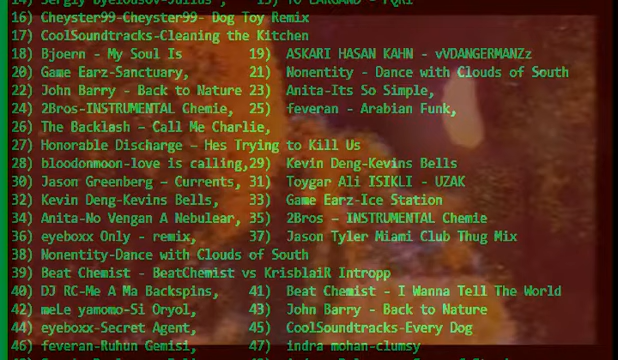 16) Cheyster99-Cheyster99- Dog Toy Remix
17) CoolSoundtracks-Cleaning the Kitchen
18) Bjoern - My Soul Is 19) ASKARI HASAN KAHN - vVDANGERMANZz
20) Game Earz-Sanctuary, 21) Nonentity - Dance with Clouds of South
22) John Barry - Back to Nature 23) Anita-Its So Simple,
24) 2Bros-INSTRUMENTAL Chemie, 25) feveran - Arabian Funk,
26) The Backlash - Call Me Charlie,
27) Honorable Discharge - Hes Trying to Kill Us
28) bloodonmoon-love is calling,29) Kevin Deng-Kevins Bells
30) Jason Greenberg - Currents, 31) Toygar Ali ISIKLI - UZAK
32) Kevin Deng-Kevins Bells, 33) Game Earz-Ice Station
34) Anita-No Vengan A Nebulear, 35) 2Bros - INSTRUMENTAL Chemie
36) eyeboxx Only - remix, 37) Jason Tyler Miami Club Thug Mix
38) Nonentity-Dance with Clouds of South
39) Beat Chemist - BeatChemist vs KrisblaiR Intropp
40) DJ RC-Me A Ma Backspins, 41) Beat Chemist - I Wanna Tell The World
42) meLe yamomo-Si Oryol, 43) John Barry - Back to Nature
44) eyeboxx-Secret Agent, 45) CoolSoundtracks-Every Dog
46) feveran-Ruhun Gemisi, 47) indra mohan-clumsy